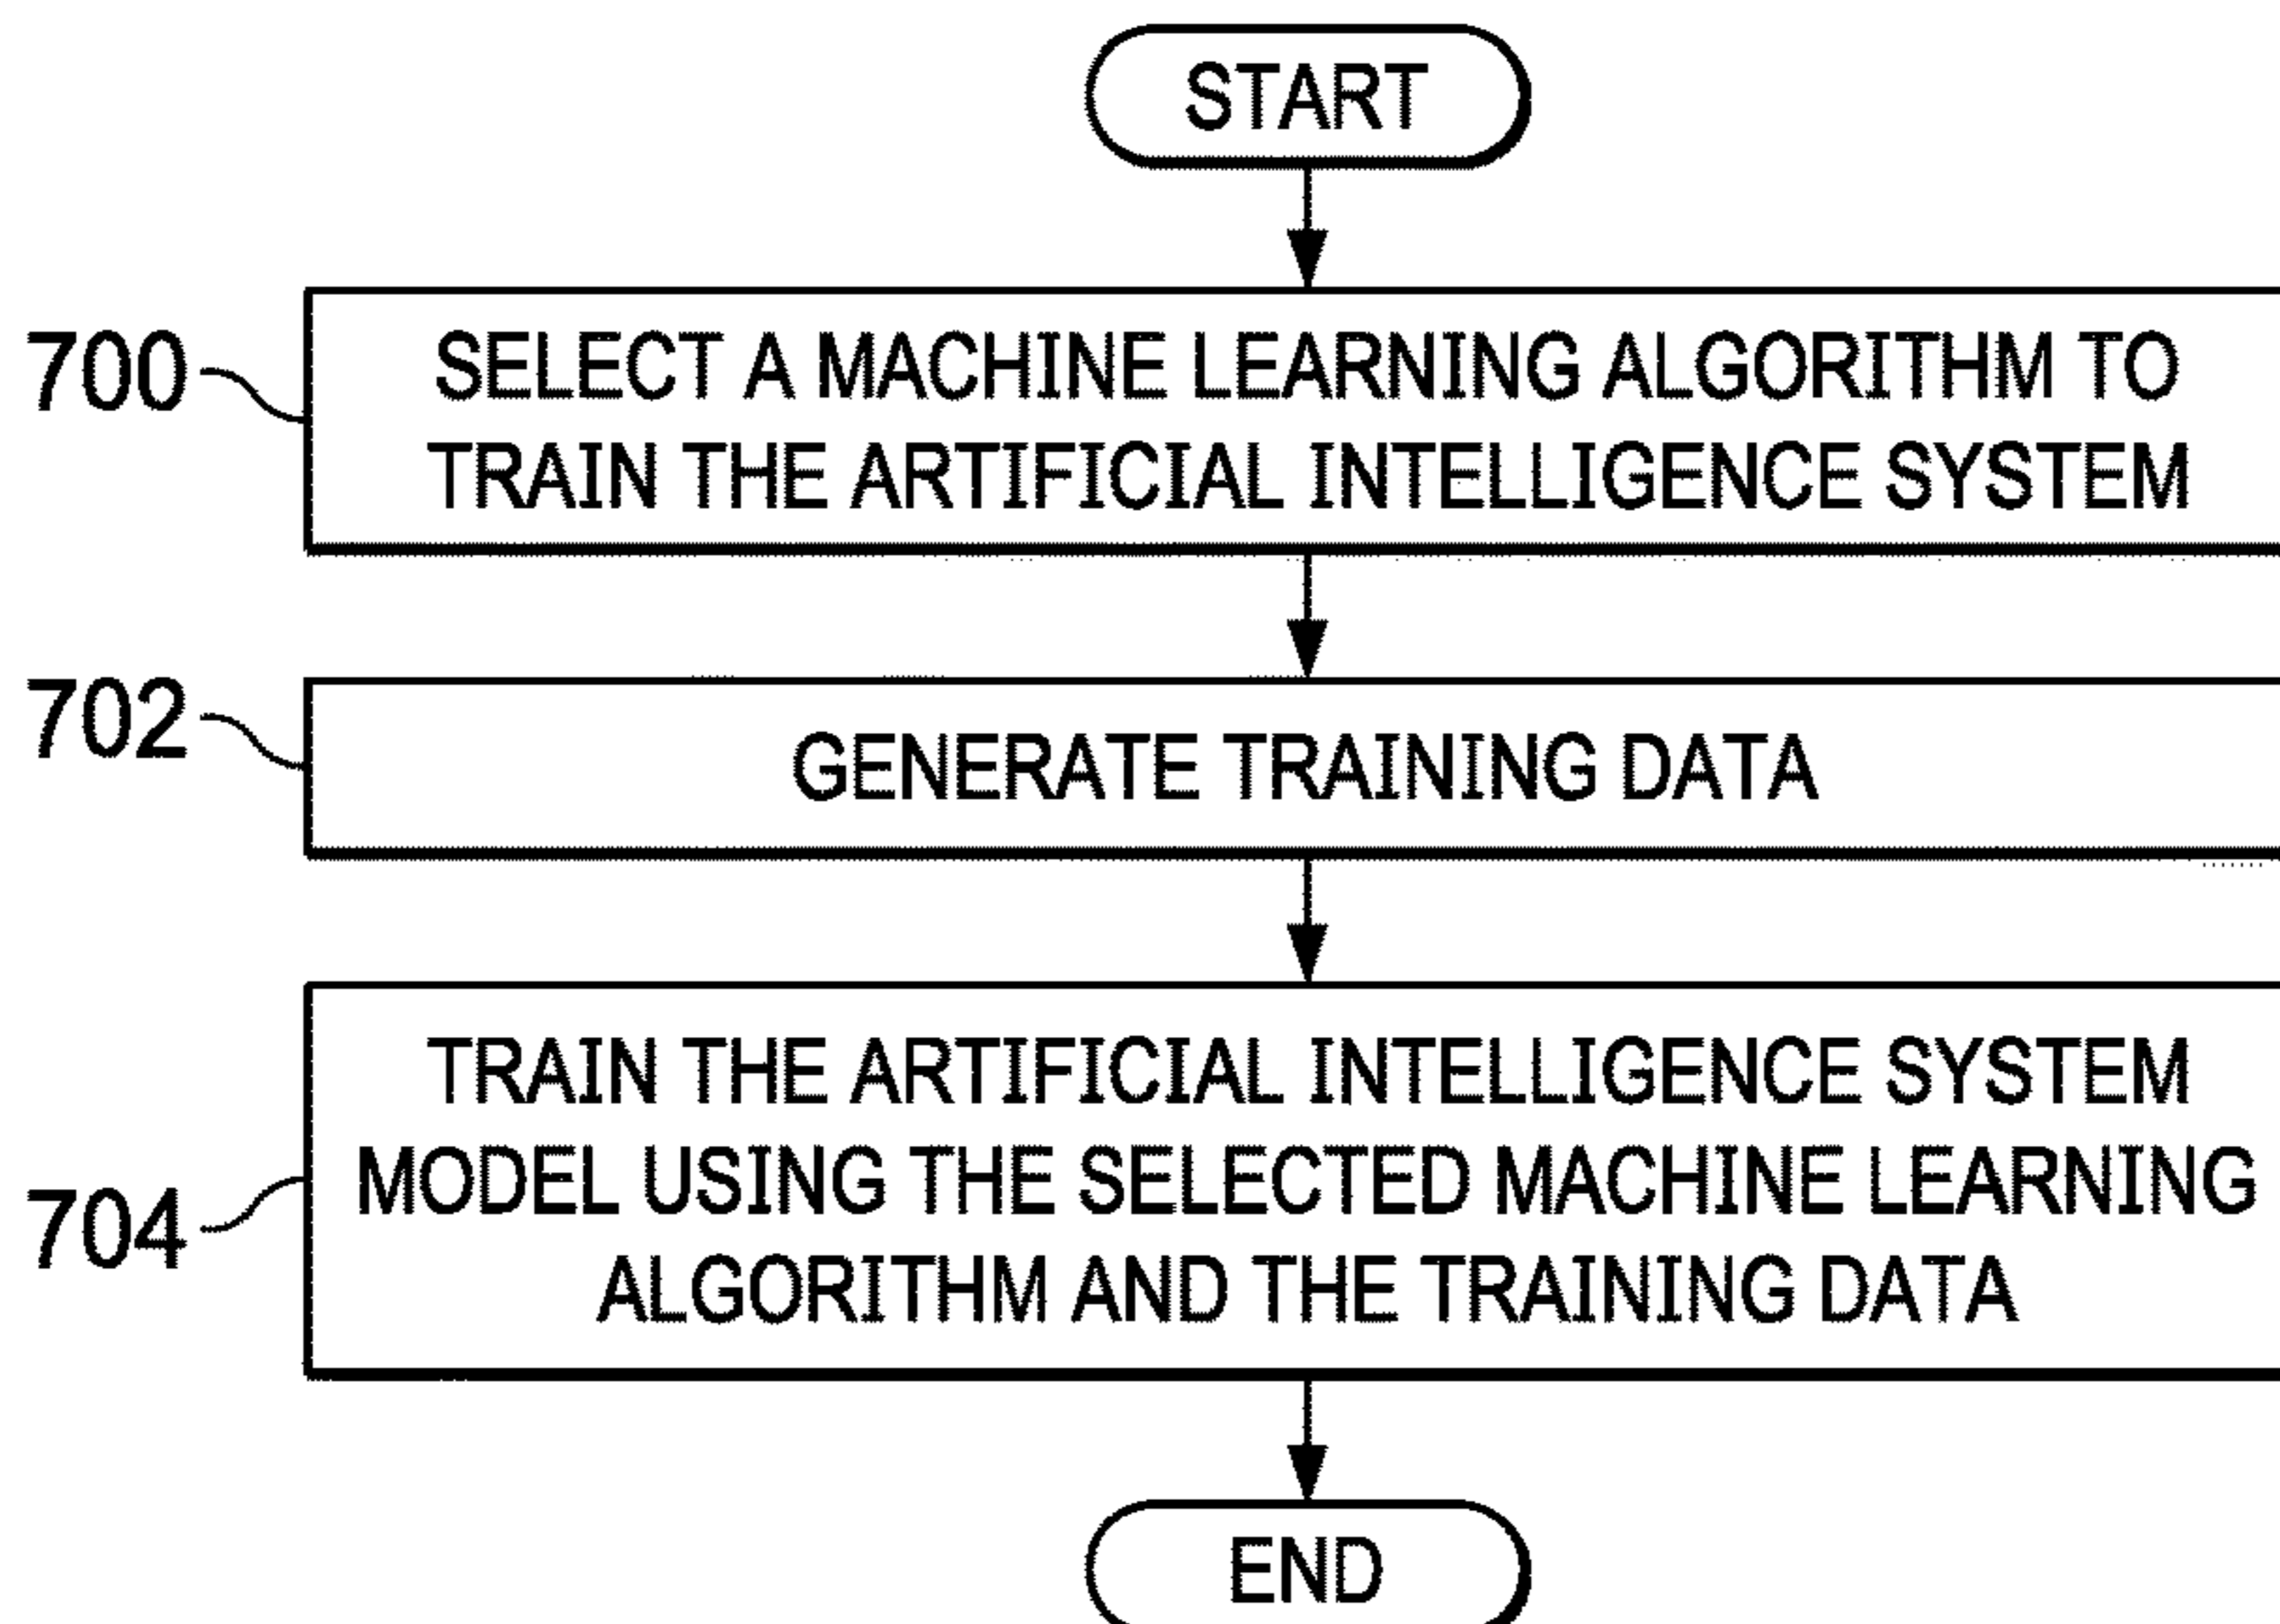 START
700
SELECT A MACHINE LEARNING ALGORITHM TO
TRAIN THE ARTIFICIAL INTELLIGENCE SYSTEM
702
GENERATE TRAINING DATA
704
TRAIN THE ARTIFICIAL INTELLIGENCE SYSTEM
MODEL USING THE SELECTED MACHINE LEARNING
ALGORITHM AND THE TRAINING DATA
END